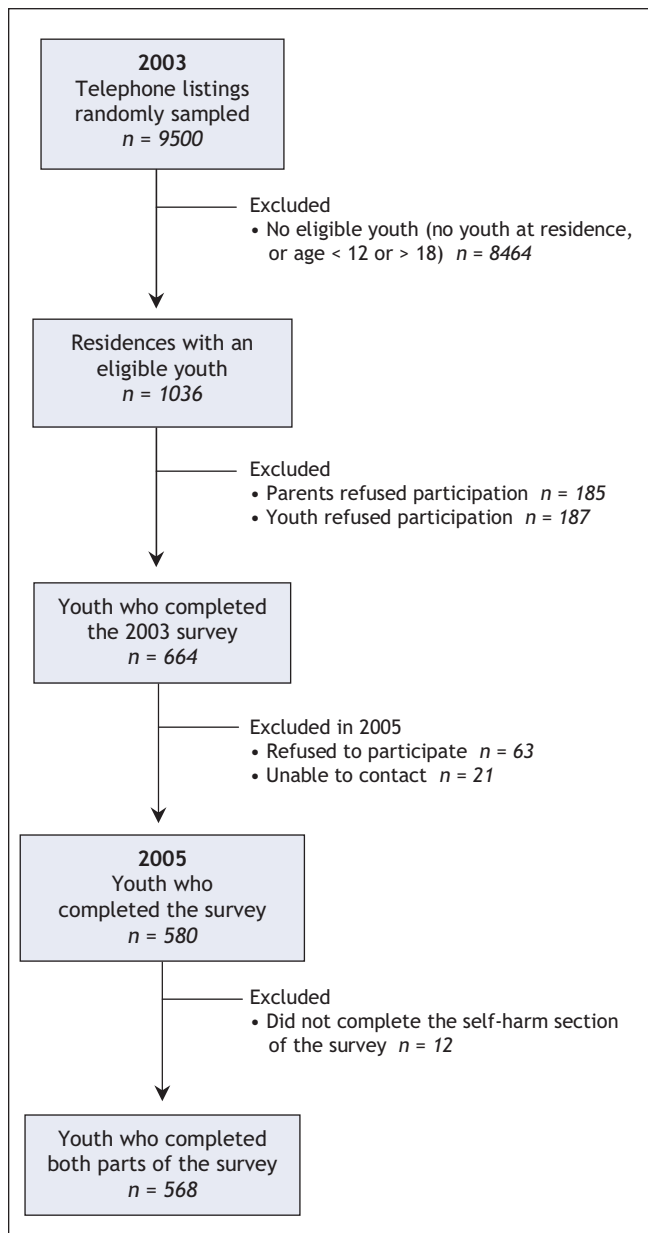 2003
Telephone listings
randomly sampled
n = 9500
Excluded
• No eligible youth (no youth at residence,
or age < 12 or > 18) n = 8464
Residences with an
eligible youth
n = 1036
Excluded
• Parents refused participation n = 185
• Youth refused participation n = 187
Youth who completed
the 2003 survey
n = 664
Excluded in 2005
• Refused to participate n = 63
• Unable to contact n = 21
2005
Youth who
completed the survey
n = 580
Excluded
• Did not complete the self-harm section
of the survey n = 12
Youth who completed
both parts of the survey
n = 568